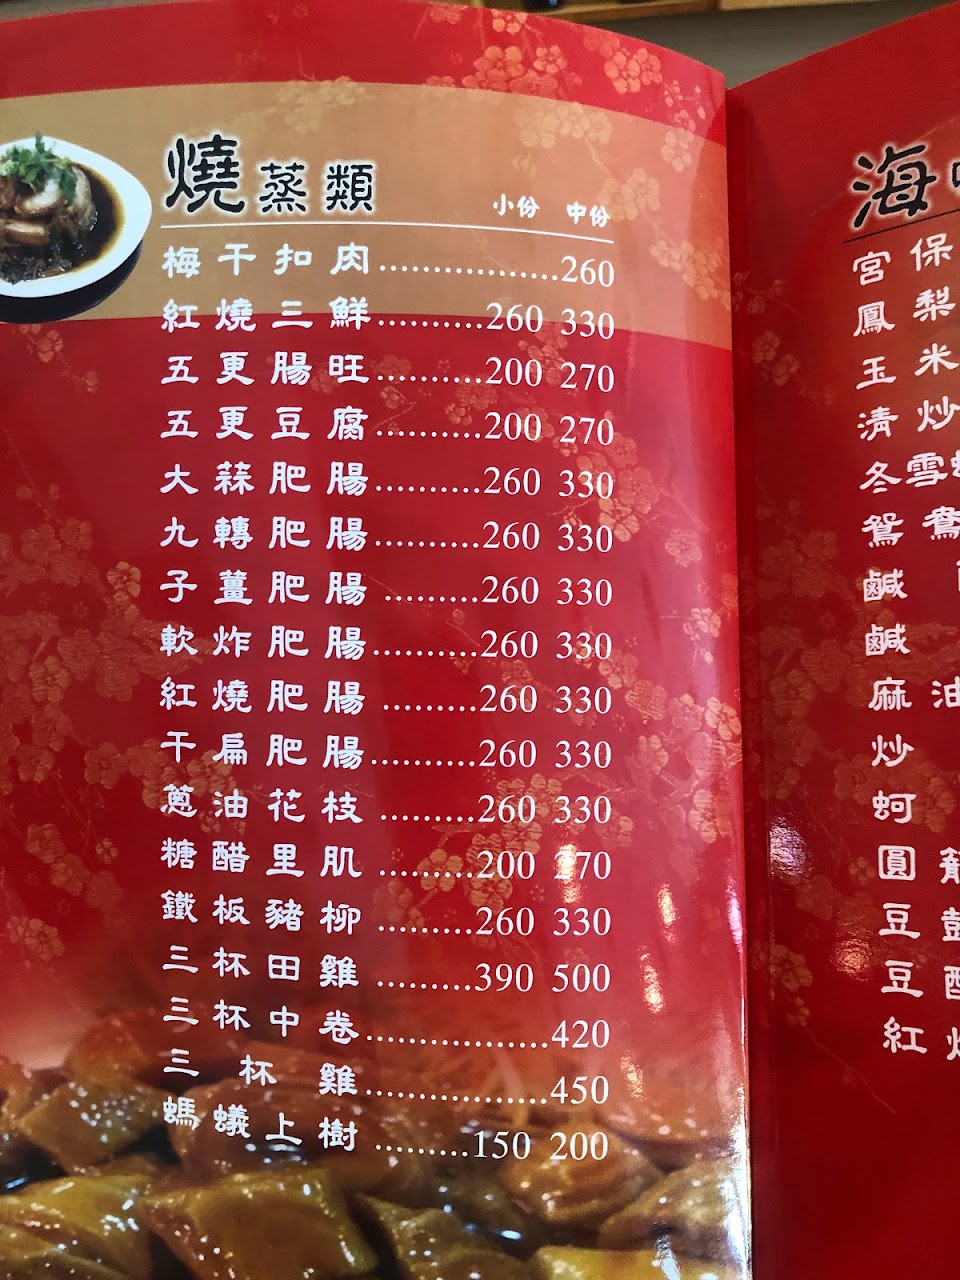 燒蒸類
小份 中份
梅干扣肉..................260
紅燒三鮮...........260 330
五更腸旺...........200 270
五更豆腐...........200 270
大蒜肥腸...........260 330
九轉肥腸...........260 330
子薑肥腸..........260 330
軟炸肥腸...........260 330
紅燒肥腸..........260 330
干扁肥腸...........260 330
蔥油花枝..........260 330
糖醋里肌..........200 270
鐵板豬柳..........260 330
三杯田雞..........390 500
三杯中卷...................420
三杯雞...................450
螞蟻上樹..........150 200
海
宮保
鳳梨
玉米
清炒
冬雪
鴛鴦
鹹
鹹
麻油
炒
蚵
圓
豆
豆
紅